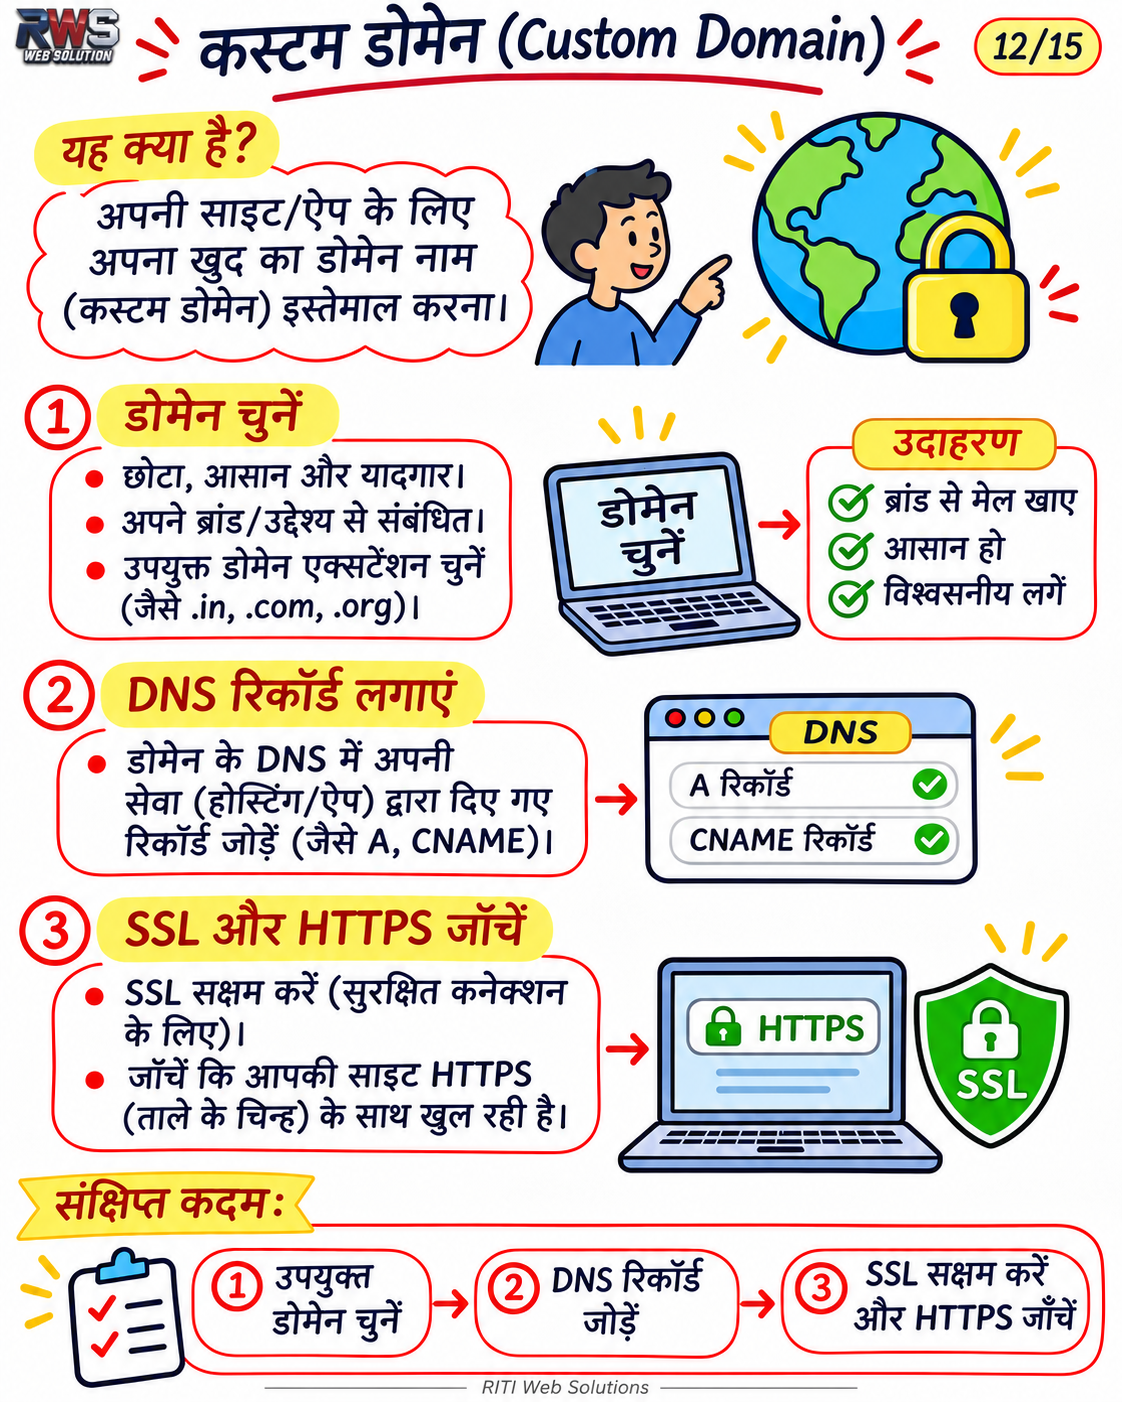 RWS
WEB SOLUTION
कस्टम डोमेन (Custom Domain)
12/15
यह क्या है?
अपनी साइट/ऐप के लिए
अपना खुद का डोमेन नाम
(कस्टम डोमेन) इस्तेमाल करना।
1 डोमेन चुनें
● छोटा, आसान और यादगार।
● अपने ब्रांड/उद्देश्य से संबंधित।
● उपयुक्त डोमेन एक्सटेंशन चुनें
(जैसे .in, .com, .org)।
डोमेन
चुनें
उदाहरण
ब्रांड से मेल खाए
आसान हो
विश्वसनीय लगें
2 DNS रिकॉर्ड लगाएं
● डोमेन के DNS में अपनी
सेवा (होस्टिंग/ऐप) द्वारा दिए गए
रिकॉर्ड जोड़ें (जैसे A, CNAME)।
DNS
A रिकॉर्ड
CNAME रिकॉर्ड
3 SSL और HTTPS जॉचें
● SSL सक्षम करें (सुरक्षित कनेक्शन
के लिए)।
● जॉचें कि आपकी साइट HTTPS
(ताले के चिन्ह) के साथ खुल रही है।
HTTPS
SSL
संक्षिप्त कदम:
1 उपयुक्त
डोमेन चुनें
2 DNS रिकॉर्ड
जोड़ें
3 SSL सक्षम करें
और HTTPS जाँचें
RITI Web Solutions